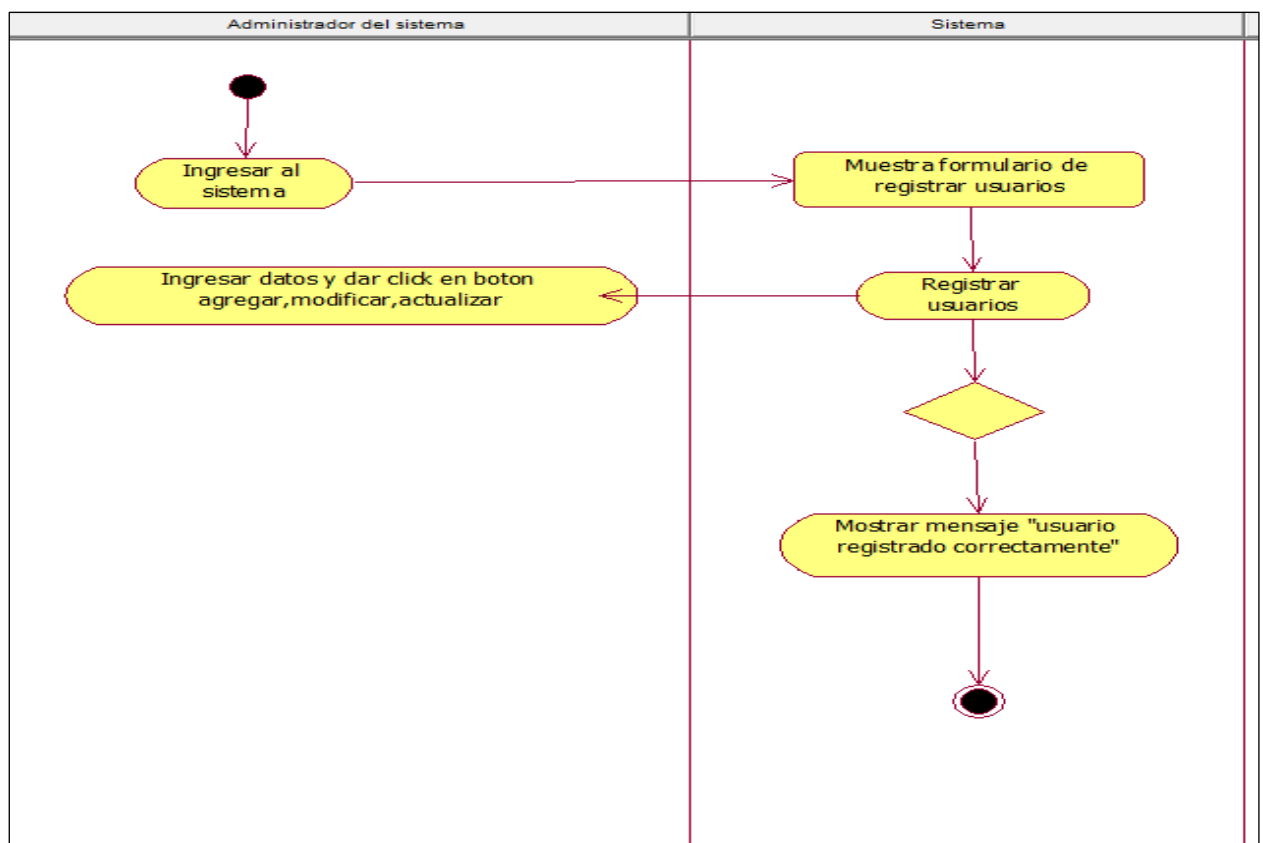 Administrador del sistema
Sistema
Ingresar al
sistema
Muestra formulario de
registrar usuarios
Ingresar datos y dar click en boton
agregar,modificar,actualizar
Registrar
usuarios
Mostrar mensaje "usuario
registrado correctamente"